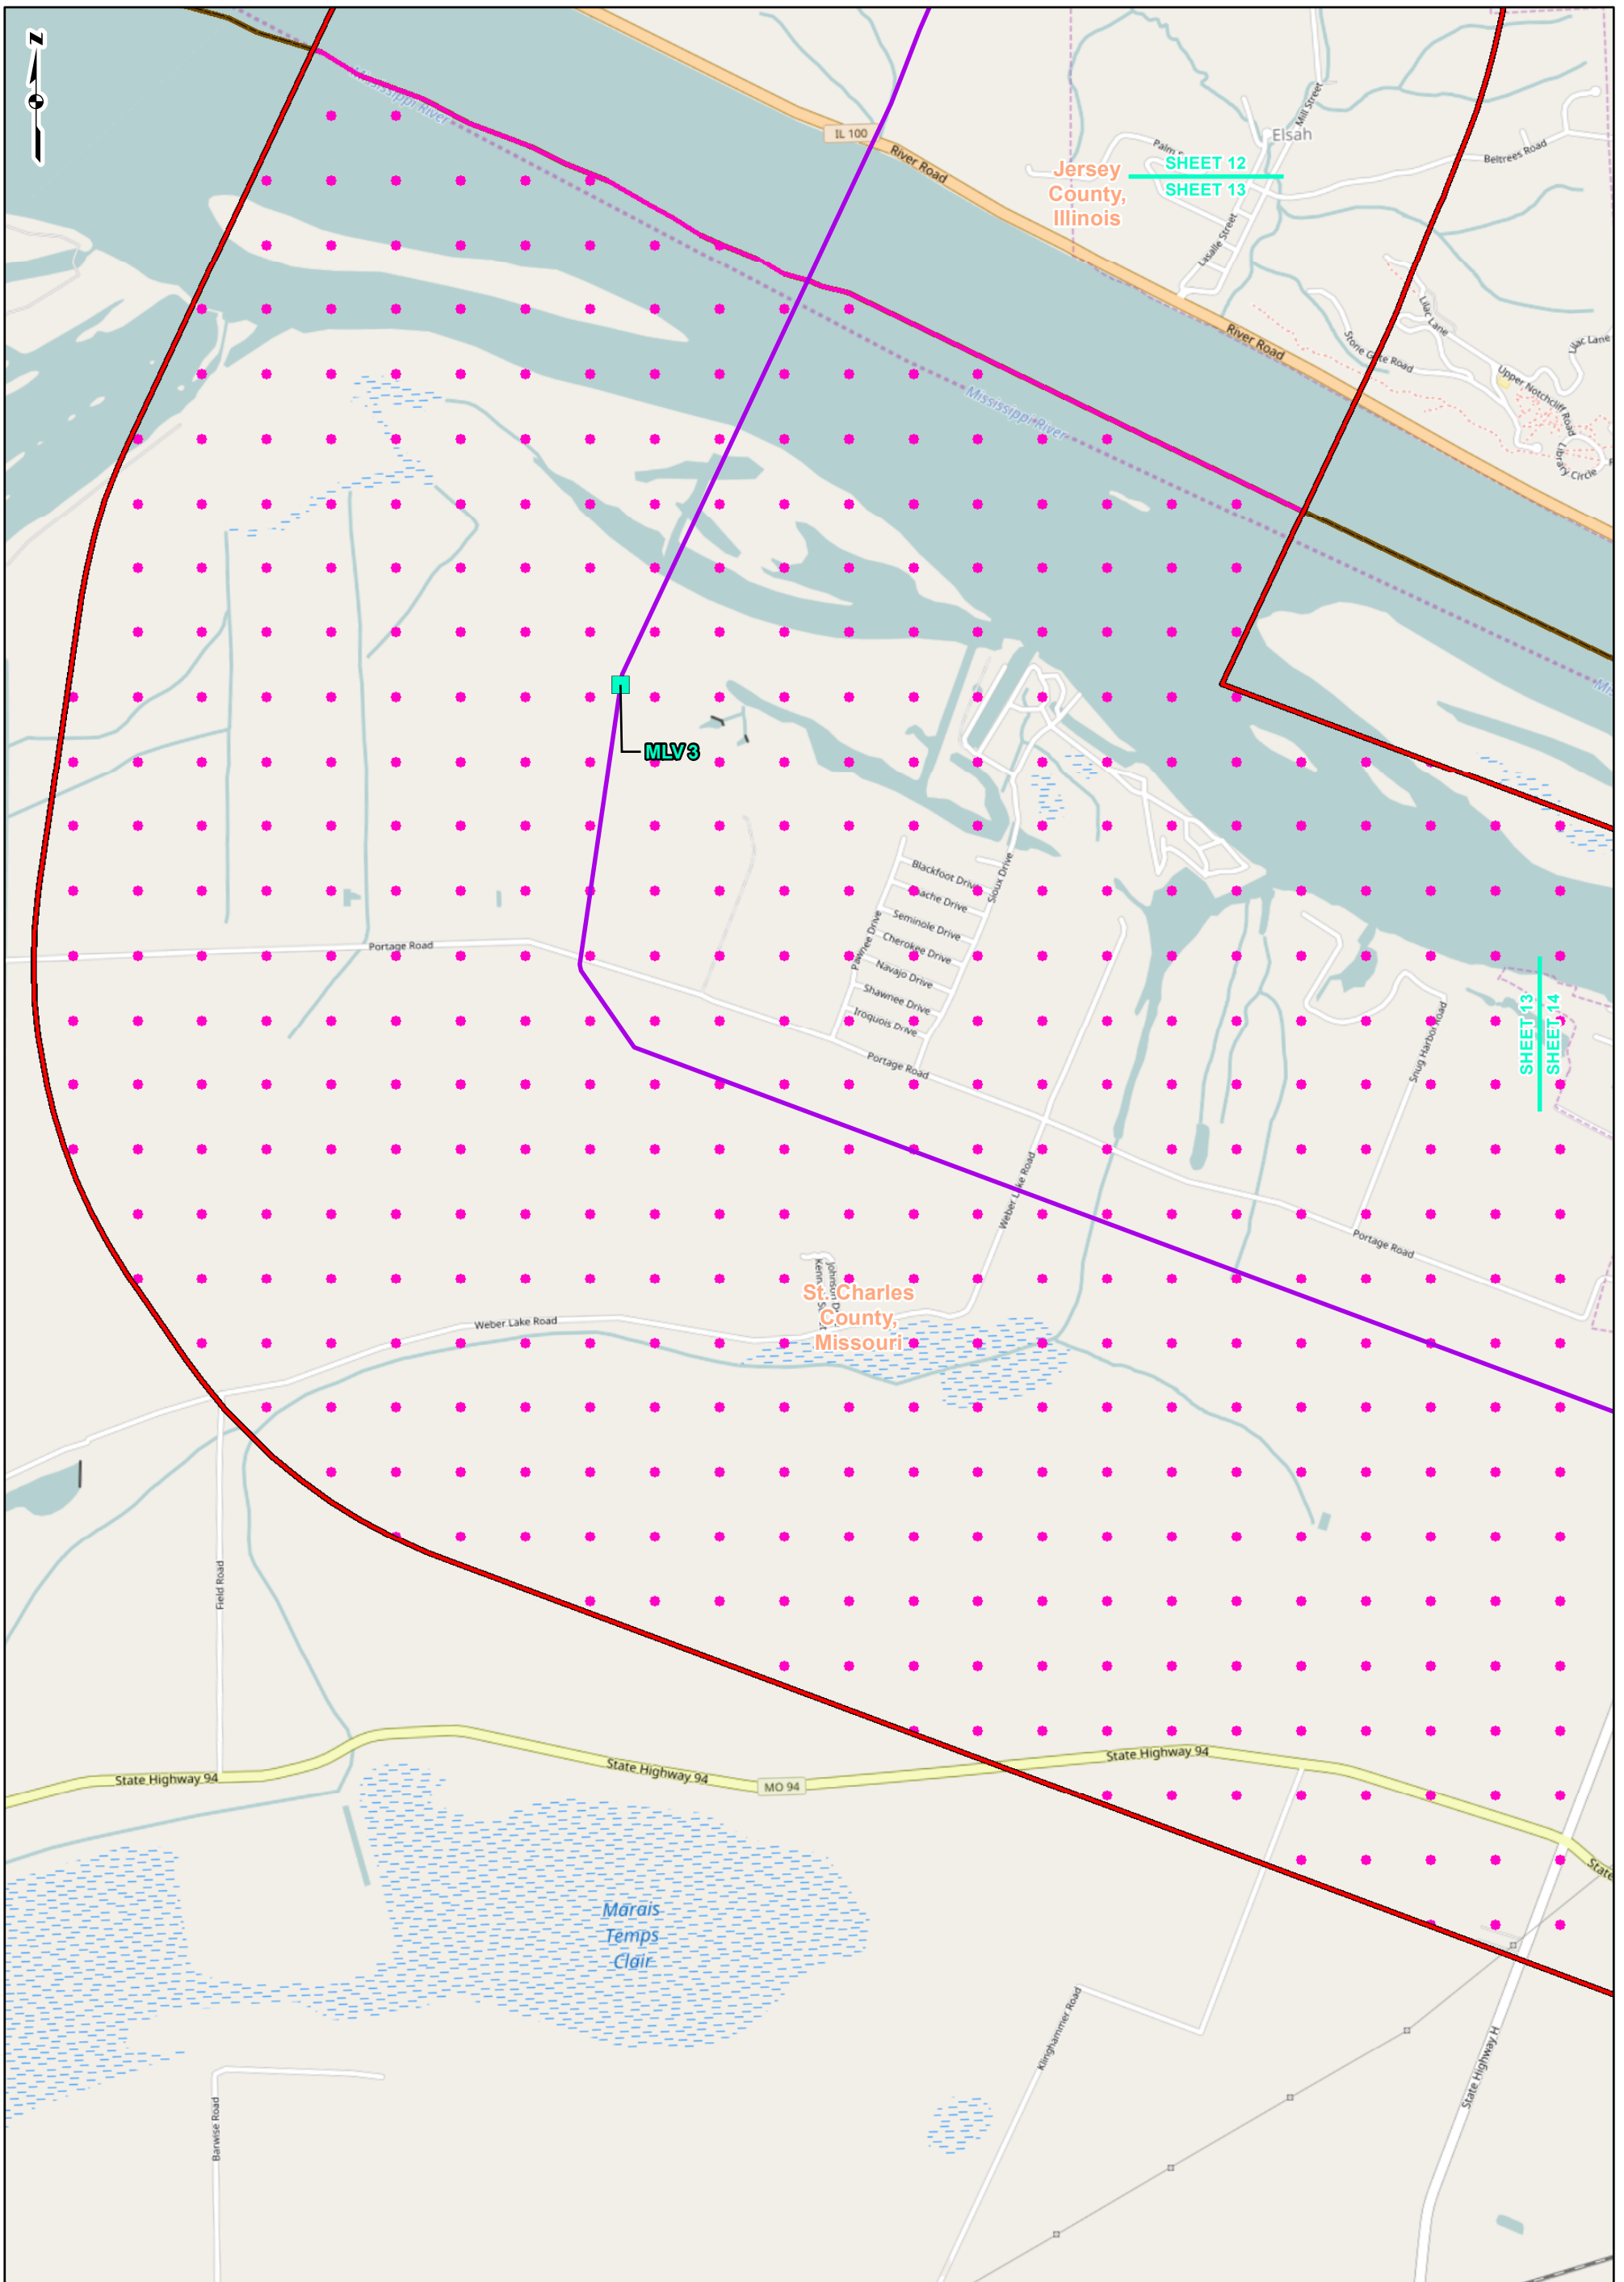 N
Mississippi River
IL 100
River Road
Mill Street
Elsah
Beltrees Road
Jersey
County,
Illinois
SHEET 12
SHEET 13
Lasalle Street
River Road
Lilac Lane
Stone Gate Road
Lilac Lane
Upper Notchcliff Road
Library Circle
Mississippi River
MLV 3
Blackfoot Drive
Sioux Drive
Seminole Drive
Pawnee Drive
Cherokee Drive
Navajo Drive
Shawnee Drive
Iroquois Drive
Portage Road
Portage Road
Snug Harbor Road
SHEET 13
SHEET 14
Weber Lake Road
Portage Road
St. Charles
County,
Missouri
Weber Lake Road
Field Road
State Highway 94
State Highway 94
MO 94
State Highway 94
State
Marais
Temps
Clair
Klinghammer Road
State Highway H
Barwise Road